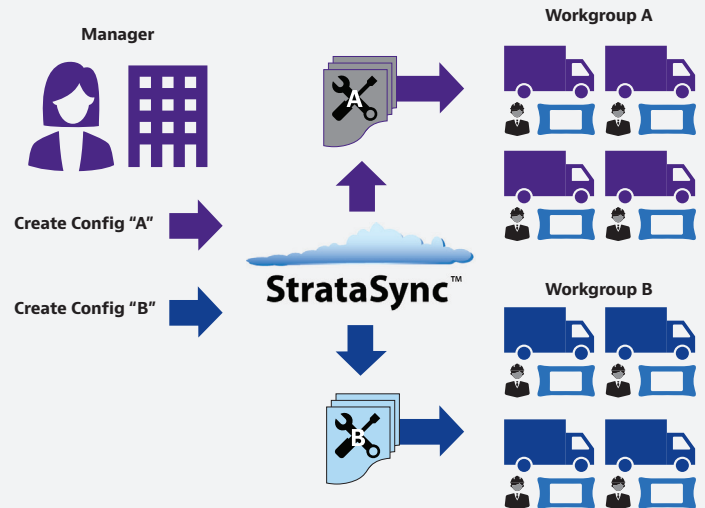 Manager
Workgroup A
A
Create Config “A”
StrataSync™
Create Config “B”
Workgroup B
B